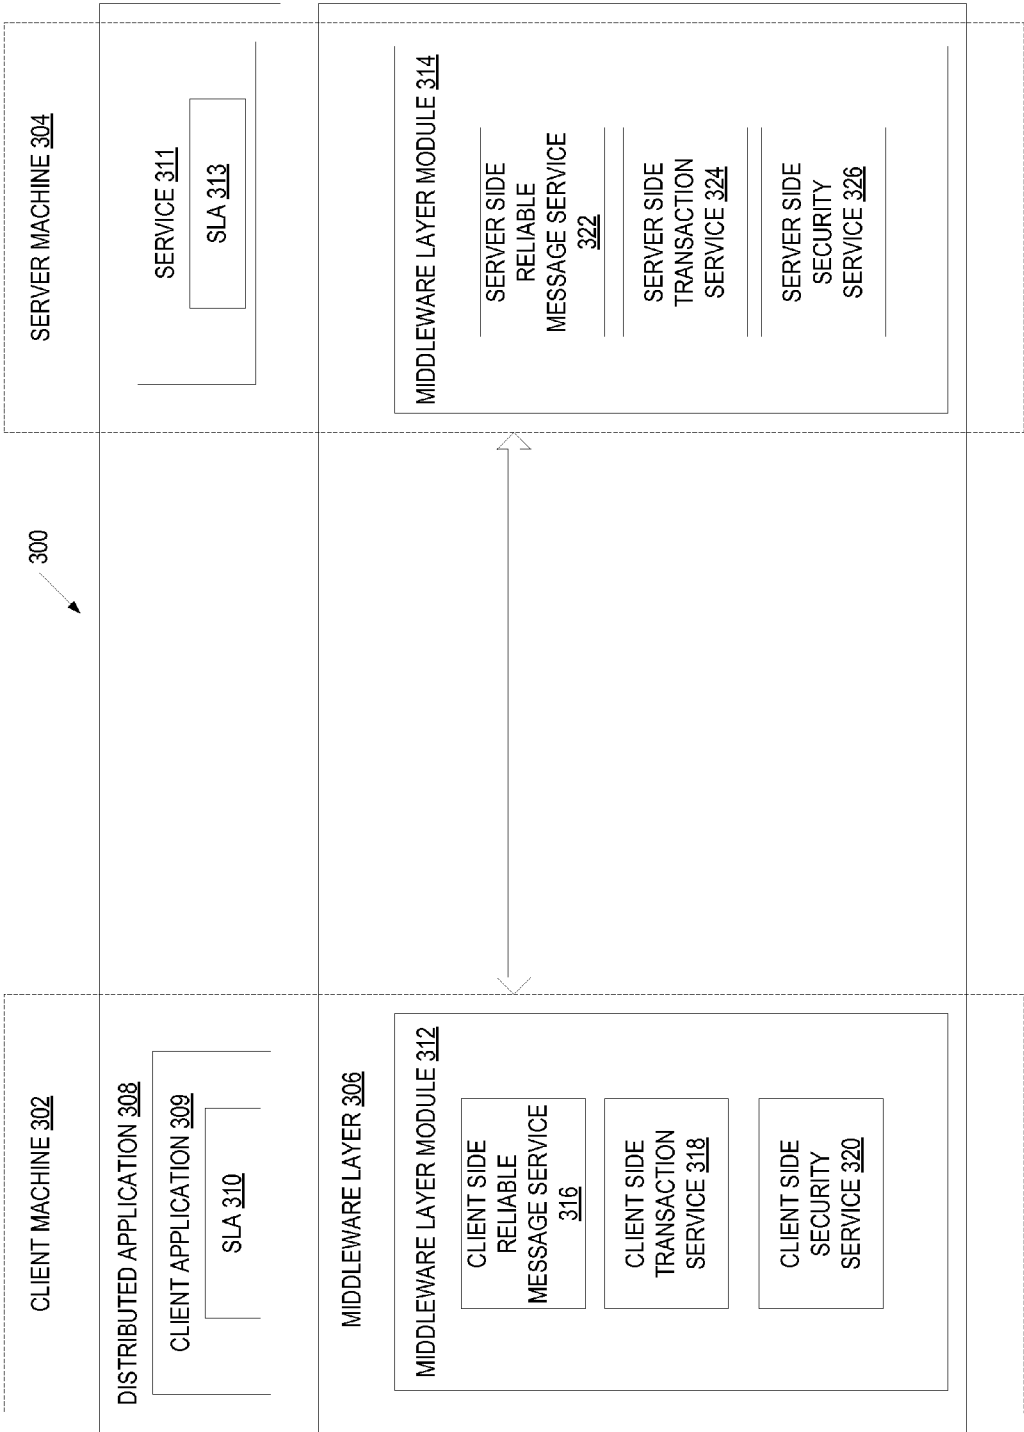 300
CLIENT MACHINE 302
DISTRIBUTED APPLICATION 308
CLIENT APPLICATION 309
SLA 310
MIDDLEWARE LAYER 306
MIDDLEWARE LAYER MODULE 312
CLIENT SIDE
RELIABLE
MESSAGE SERVICE
316
CLIENT SIDE
TRANSACTION
SERVICE 318
CLIENT SIDE
SECURITY
SERVICE 320
SERVER MACHINE 304
SERVICE 311
SLA 313
MIDDLEWARE LAYER MODULE 314
SERVER SIDE
RELIABLE
MESSAGE SERVICE
322
SERVER SIDE
TRANSACTION
SERVICE 324
SERVER SIDE
SECURITY
SERVICE 326